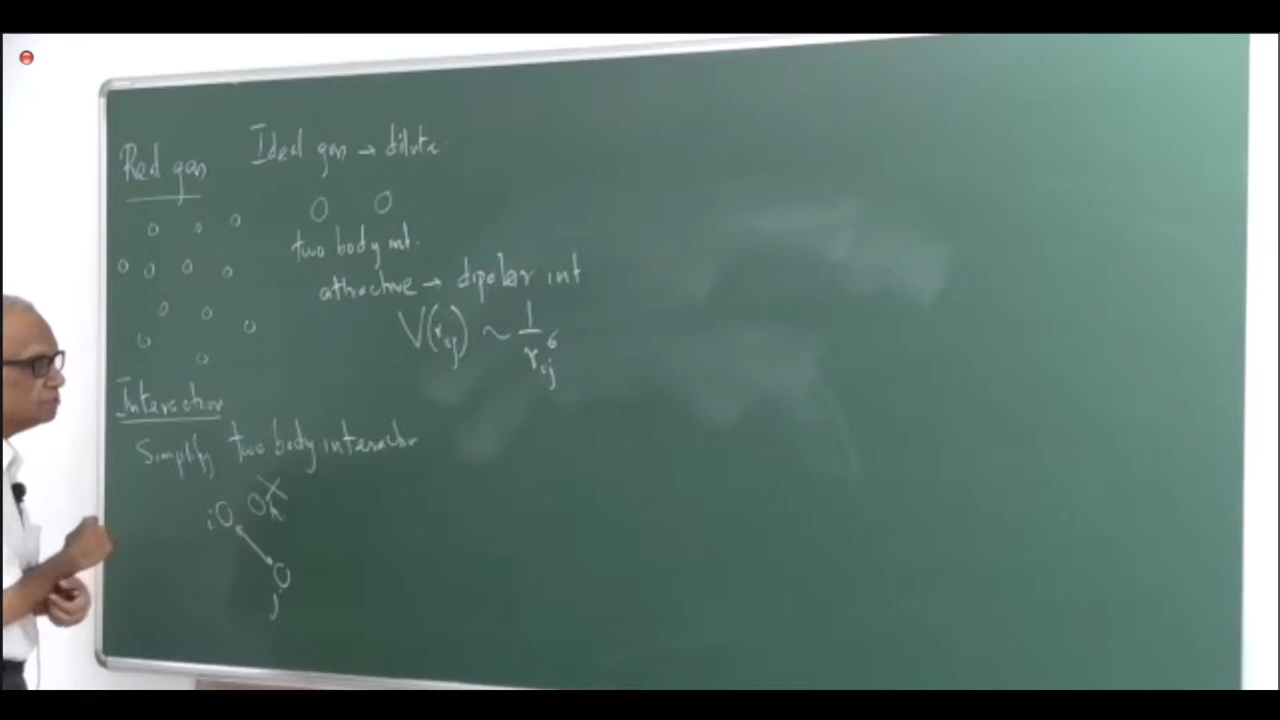 Real gas
Ideal gas → dilute
two body int.
attractive → dipolar int
V(r_ij) ~ 1/r_ij^6
Interaction
Simplify two body interaction
i
k
j